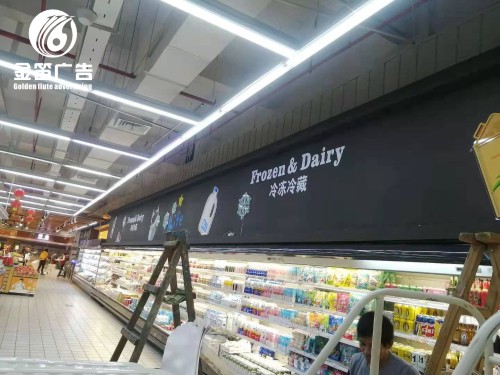 金笛广告
Golden flute advertising
Frozen & Dairy
冷冻冷藏